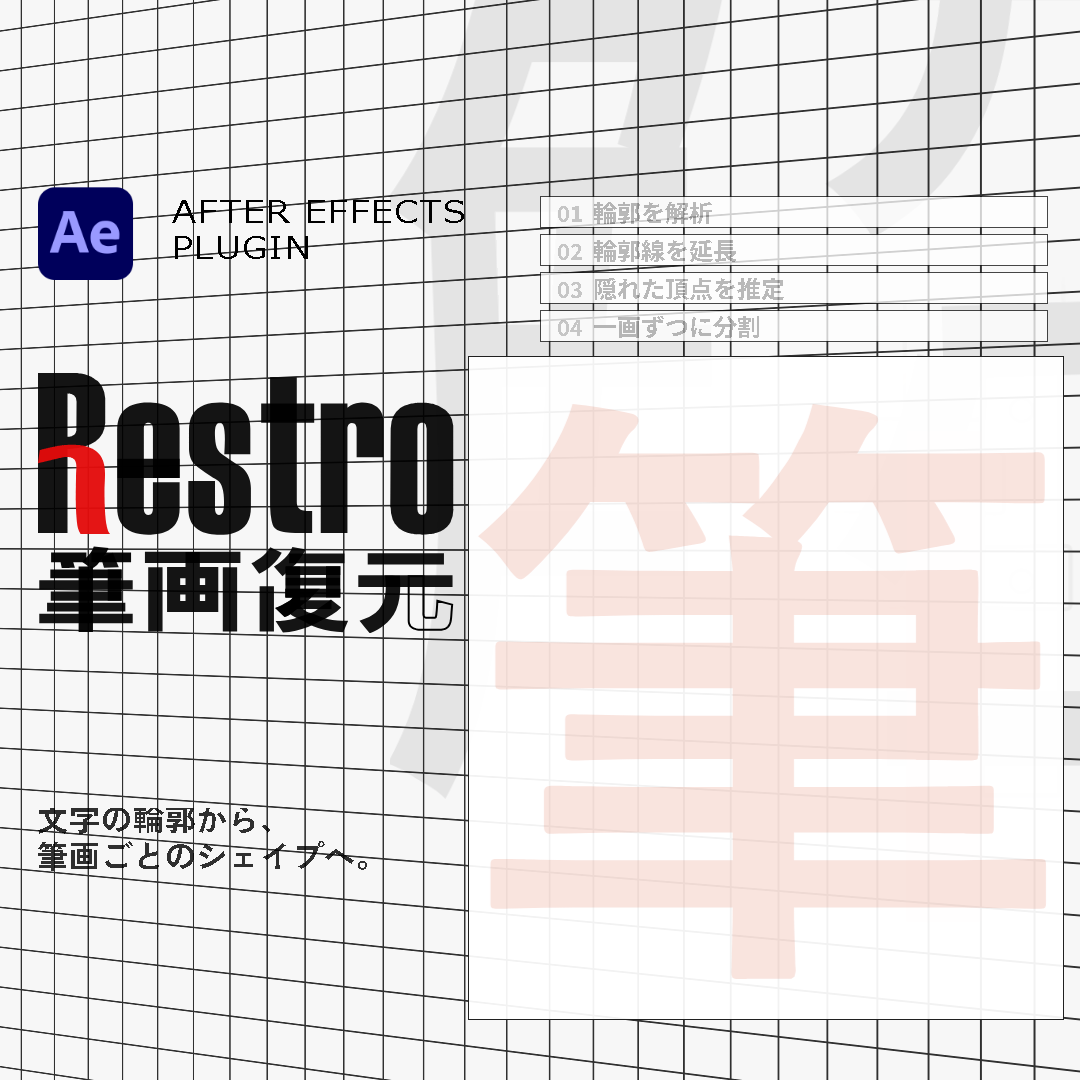 Ae
AFTER EFFECTS
PLUGIN
01 輪郭を解析
02 輪郭線を延長
03 隠れた頂点を推定
04 一画ずつに分割
Restro
筆画復元
筆
文字の輪郭から、
筆画ごとのシェイプへ。